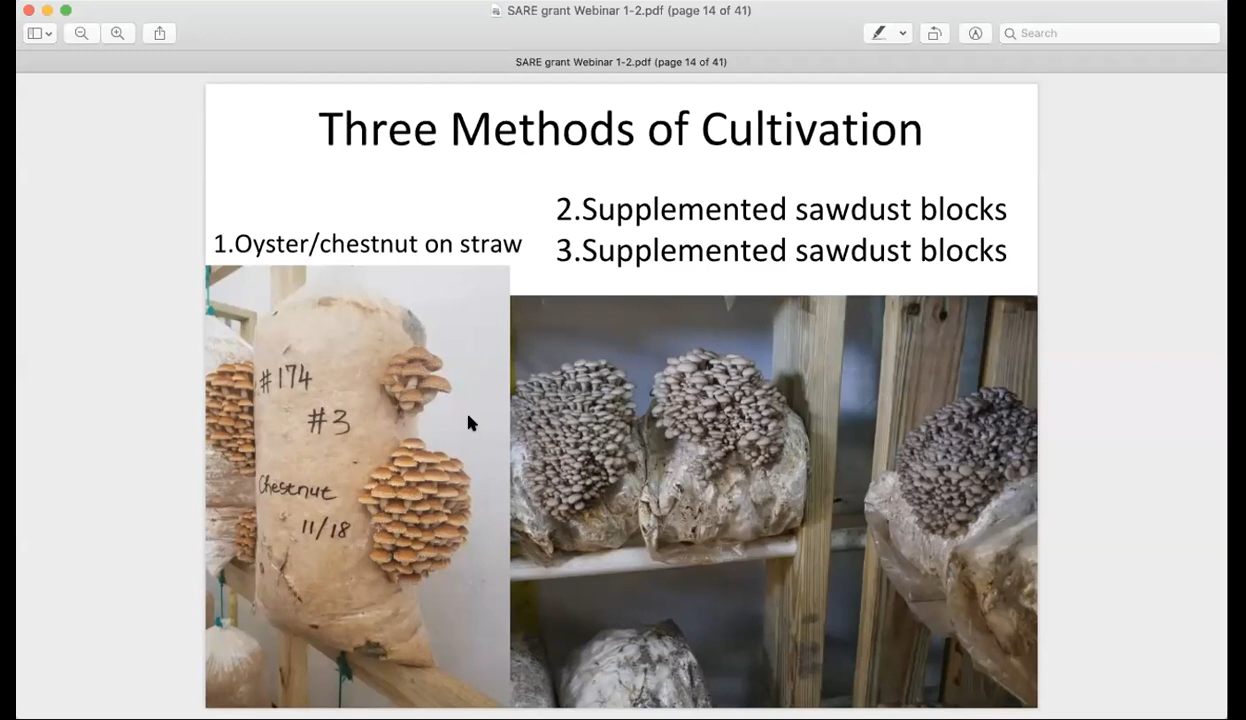 SARE grant Webinar 1-2.pdf (page 14 of 41)
Search
SARE grant Webinar 1-2.pdf (page 14 of 41)
Three Methods of Cultivation
2.Supplemented sawdust blocks
3.Supplemented sawdust blocks
1.Oyster/chestnut on straw
#174
#3
Chestnut
11/18